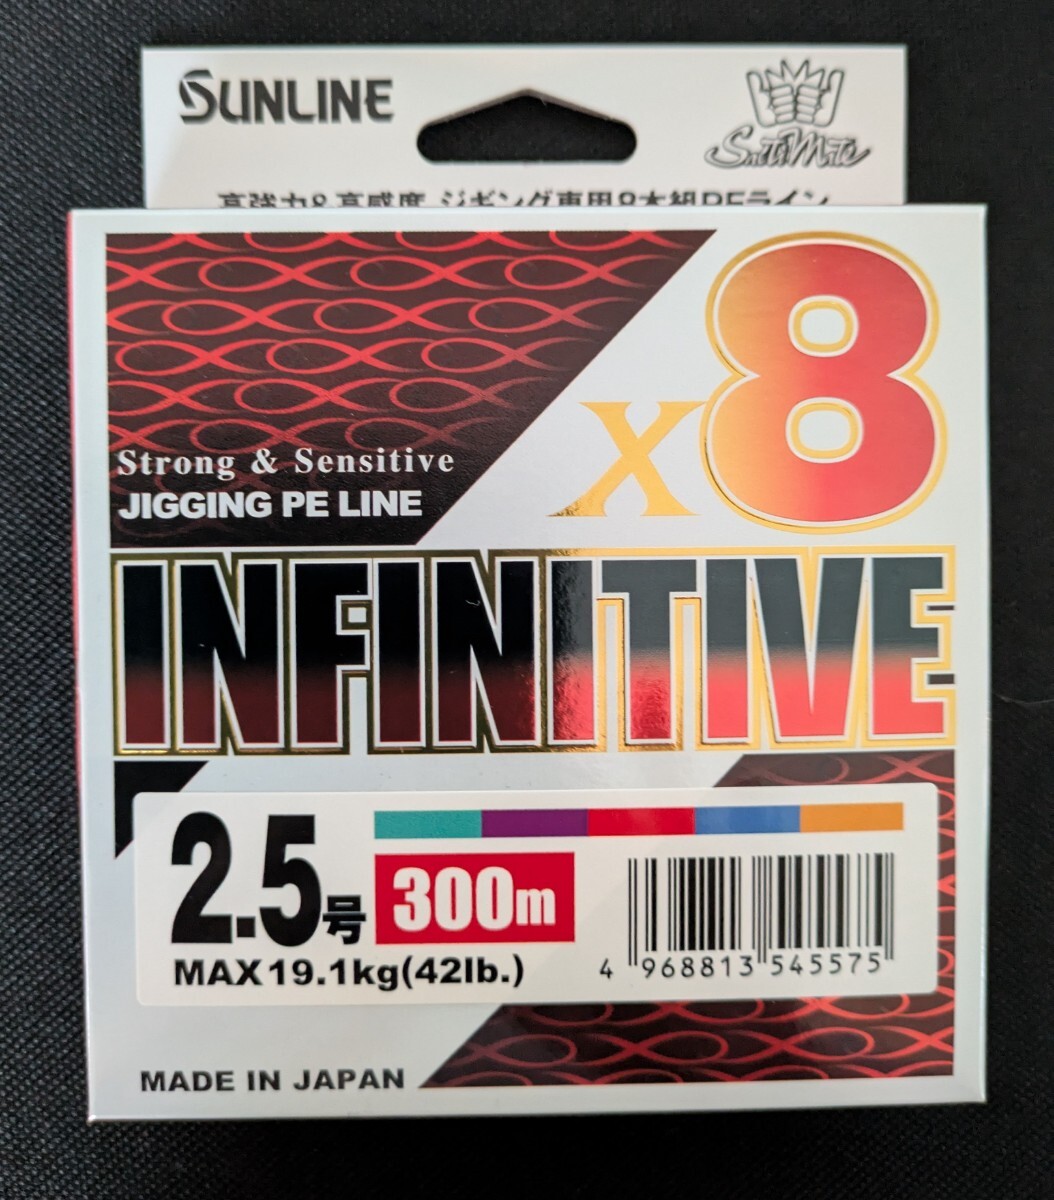 SUNLINE
SaltiMate
高強力&高感度 ジギング専用8本組PEライン
x8
Strong & Sensitive
JIGGING PE LINE
INFINITIVE
2.5号
300m
MAX 19.1kg(42lb.)
4 968813 545575
MADE IN JAPAN